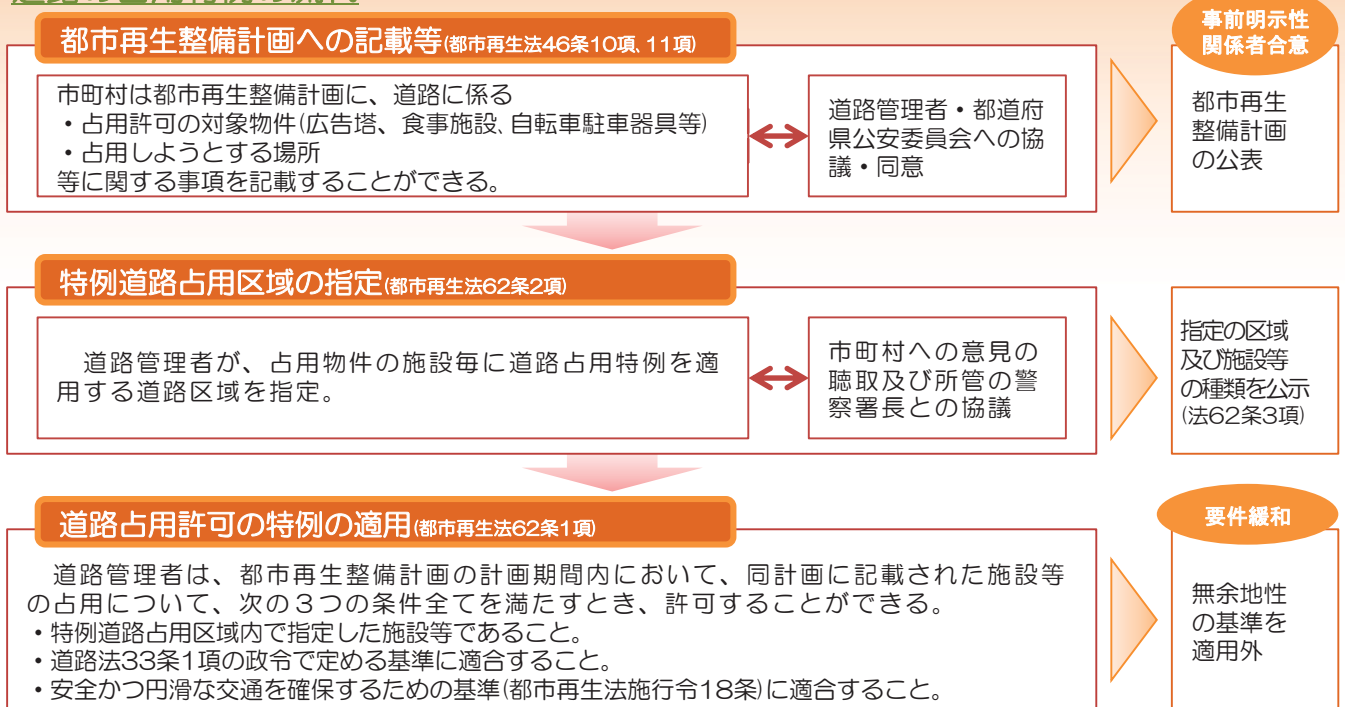 都市再生整備計画への記載等(都市再生法46条10項、11項)
市町村は都市再生整備計画に、道路に係る
・占用許可の対象物件(広告塔、食事施設、自転車駐車器具等)
・占用しようとする場所
等に関する事項を記載することができる。
道路管理者・都道府
県公安委員会への協
議・同意
事前明示性
関係者合意
都市再生
整備計画
の公表
特例道路占用区域の指定(都市再生法62条2項)
道路管理者が、占用物件の施設毎に道路占用特例を適
用する道路区域を指定。
市町村への意見の
聴取及び所管の警
察署長との協議
指定の区域
及び施設等
の種類を公示
(法62条3項)
道路占用許可の特例の適用(都市再生法62条1項)
道路管理者は、都市再生整備計画の計画期間内において、同計画に記載された施設等
の占用について、次の3つの条件全てを満たすとき、許可することができる。
・特例道路占用区域内で指定した施設等であること。
・道路法33条1項の政令で定める基準に適合すること。
・安全かつ円滑な交通を確保するための基準(都市再生法施行令18条)に適合すること。
要件緩和
無余地性
の基準を
適用外